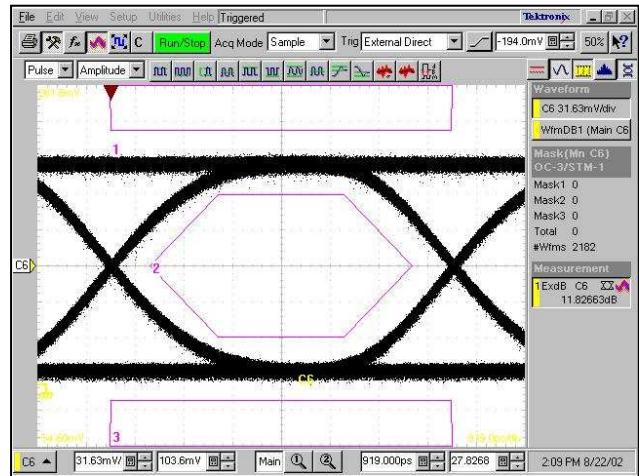 File Edit View Setup Utilities Help Triggered Tektronix
C Run/Stop Acq Mode Sample Trig External Direct -194.0mV 50%
Pulse Amplitude
Waveform
C6 31.63mV/div
WfmDB1 (Main C6
Mask(Mn C6)
OC-3/STM-1
Mask1 0
Mask2 0
Mask3 0
Total 0
#Wfms 2182
Measurement
1 ExdB C6
11.82663dB
1
C6
2
C6
3
C6 31.63mV/ 103.6mV Main 1 2 919.000ps 27.8268 2:09 PM 8/22/02